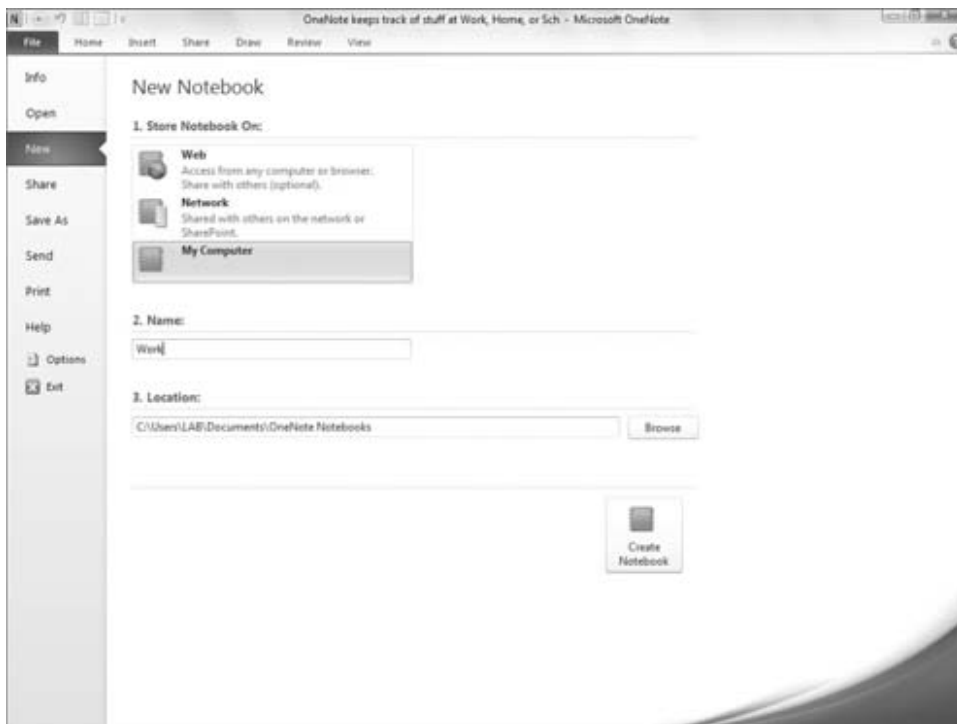 OneNote keeps track of stuff at Work, Home, or Sch - Microsoft OneNote
File Home Insert Share Draw Review View
Info
Open
New
Share
Save As
Send
Print
Help
Options
Exit
New Notebook
1. Store Notebook On:
Web
Access from any computer or browser.
Share with others (optional).
Network
Shared with others on the network or
SharePoint.
My Computer
2. Name:
Work
3. Location:
C:\Users\LAB\Documents\OneNote Notebooks
Browse
Create
Notebook